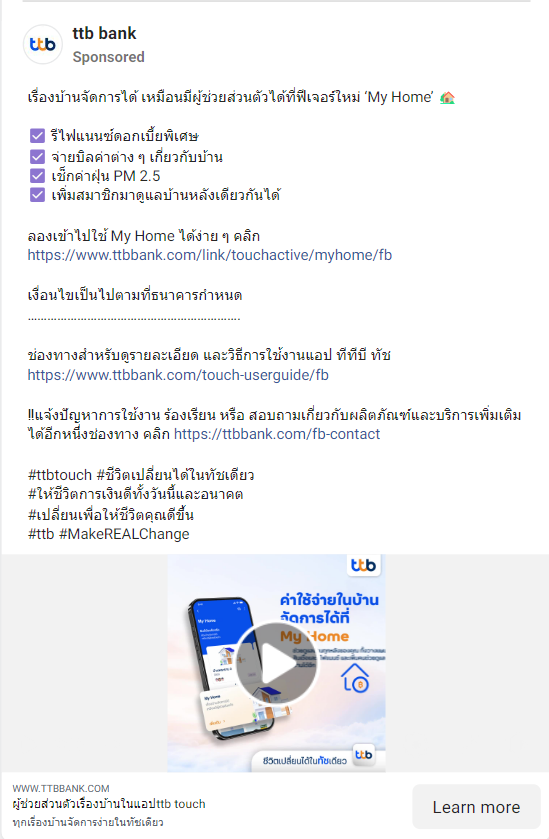 ttb
ttb bank
Sponsored
เรื่องบ้านจัดการได้ เหมือนมีผู้ช่วยส่วนตัวได้ที่ฟีเจอร์ใหม่ ‘My Home’
รีไฟแนนซ์ดอกเบี้ยพิเศษ
จ่ายบิลค่าต่าง ๆ เกี่ยวกับบ้าน
เช็กค่าฝุ่น PM 2.5
เพิ่มสมาชิกมาดูแลบ้านหลังเดียวกันได้
ลองเข้าไปใช้ My Home ได้ง่าย ๆ คลิก
https://www.ttbbank.com/link/touchactive/myhome/fb
เงื่อนไขเป็นไปตามที่ธนาคารกำหนด
................................................................
ช่องทางสำหรับดูรายละเอียด และวิธีการใช้งานแอป ทีทีบี ทัช
https://www.ttbbank.com/touch-userguide/fb
‼แจ้งปัญหาการใช้งาน ร้องเรียน หรือ สอบถามเกี่ยวกับผลิตภัณฑ์และบริการเพิ่มเติม
ได้อีกหนึ่งช่องทาง คลิก https://ttbbank.com/fb-contact
#ttbtouch #ชีวิตเปลี่ยนได้ในทัชเดียว
#ให้ชีวิตการเงินดีทั้งวันนี้และอนาคต
#เปลี่ยนเพื่อให้ชีวิตคุณดีขึ้น
#ttb #MakeREALChange
ttb
ค่าใช้จ่ายในบ้าน
จัดการได้ที่
My Home
My Home
My Home
ชีวิตเปลี่ยนได้ในทัชเดียว
ttb
WWW.TTBBANK.COM
ผู้ช่วยส่วนตัวเรื่องบ้านในแอปttb touch
ทุกเรื่องบ้านจัดการง่ายในทัชเดียว
Learn more